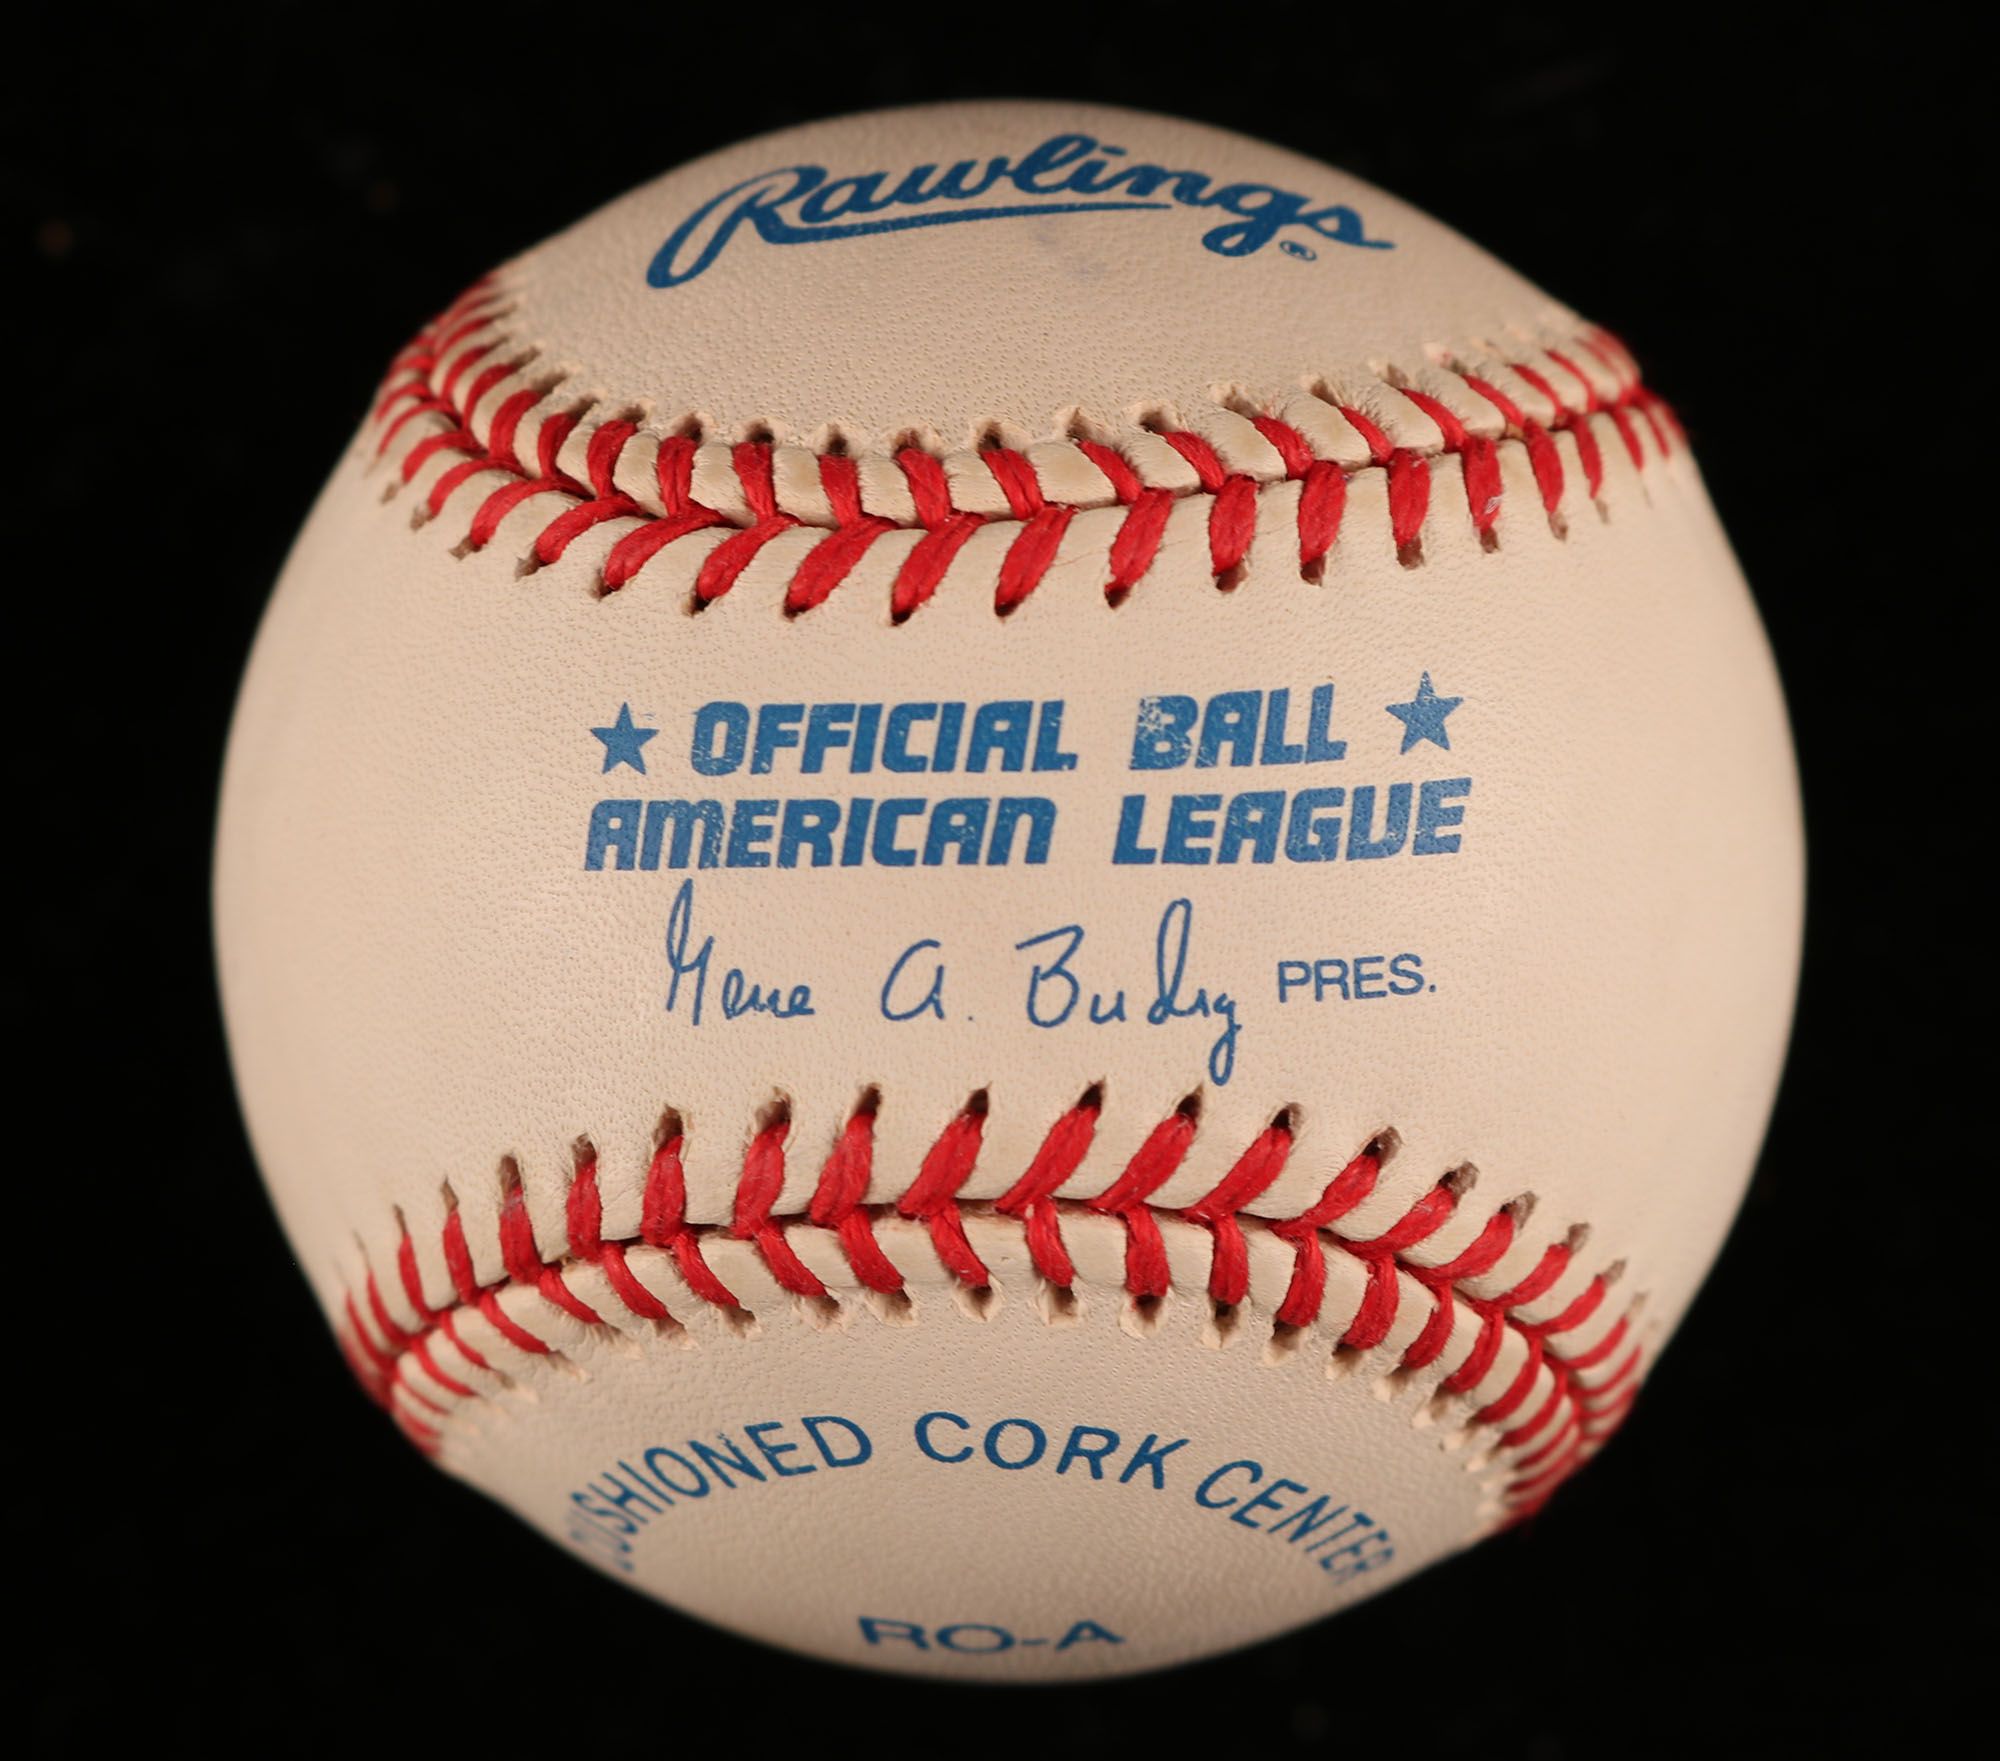 Rawlings®
★ OFFICIAL BALL ★
AMERICAN LEAGUE
Gene A. Budig PRES.
CUSHIONED CORK CENTER
RO-A